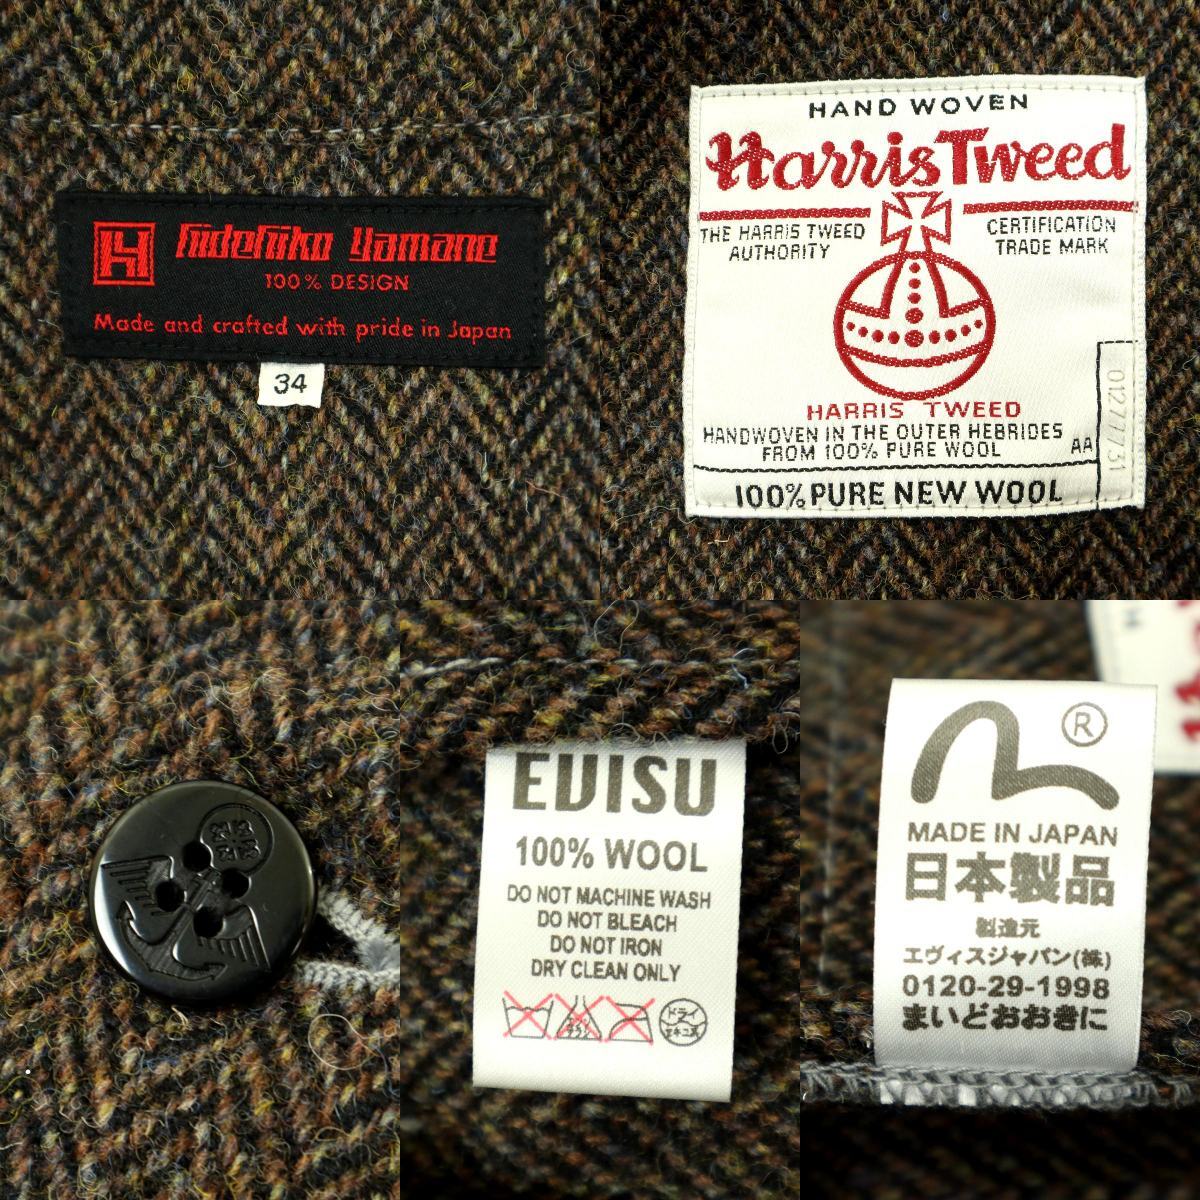 Hidehiko Yamane
100% DESIGN
Made and crafted with pride in Japan
34
HAND WOVEN
Harris Tweed
THE HARRIS TWEED
AUTHORITY
CERTIFICATION
TRADE MARK
HARRIS TWEED
HANDWOVEN IN THE OUTER HEBRIDES
FROM 100% PURE WOOL
AA
01277731
100% PURE NEW WOOL
EVISU
100% WOOL
DO NOT MACHINE WASH
DO NOT BLEACH
DO NOT IRON
DRY CLEAN ONLY
ドライ
®
MADE IN JAPAN
日本製品
製造元
エヴィスジャパン(株)
0120-29-1998
まいどおおきに